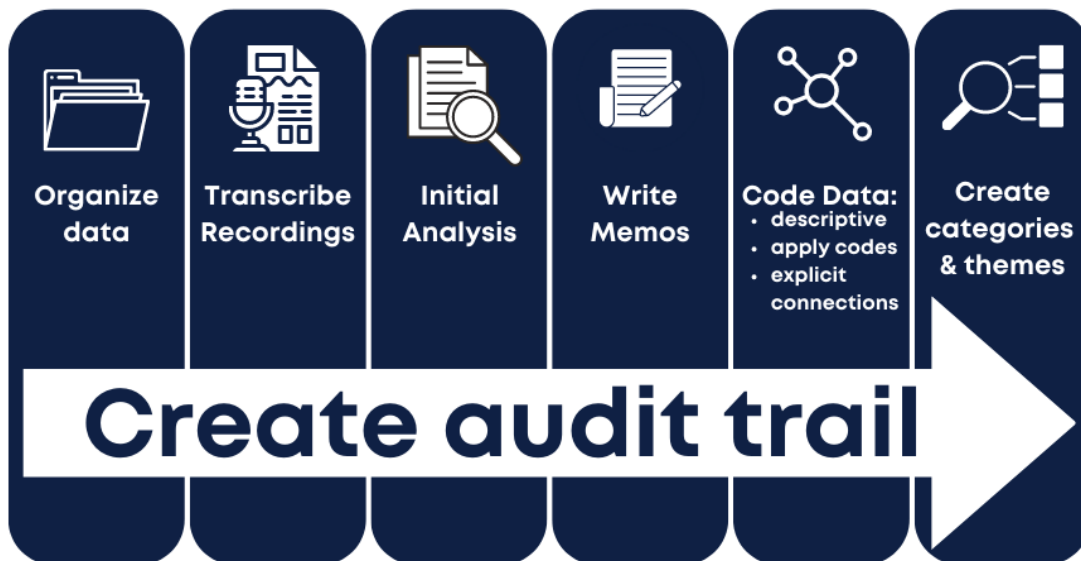 Organize
data
Transcribe
Recordings
Initial
Analysis
Write
Memos
Code Data:
• descriptive
• apply codes
• explicit
connections
Create
categories
& themes
Create audit trail